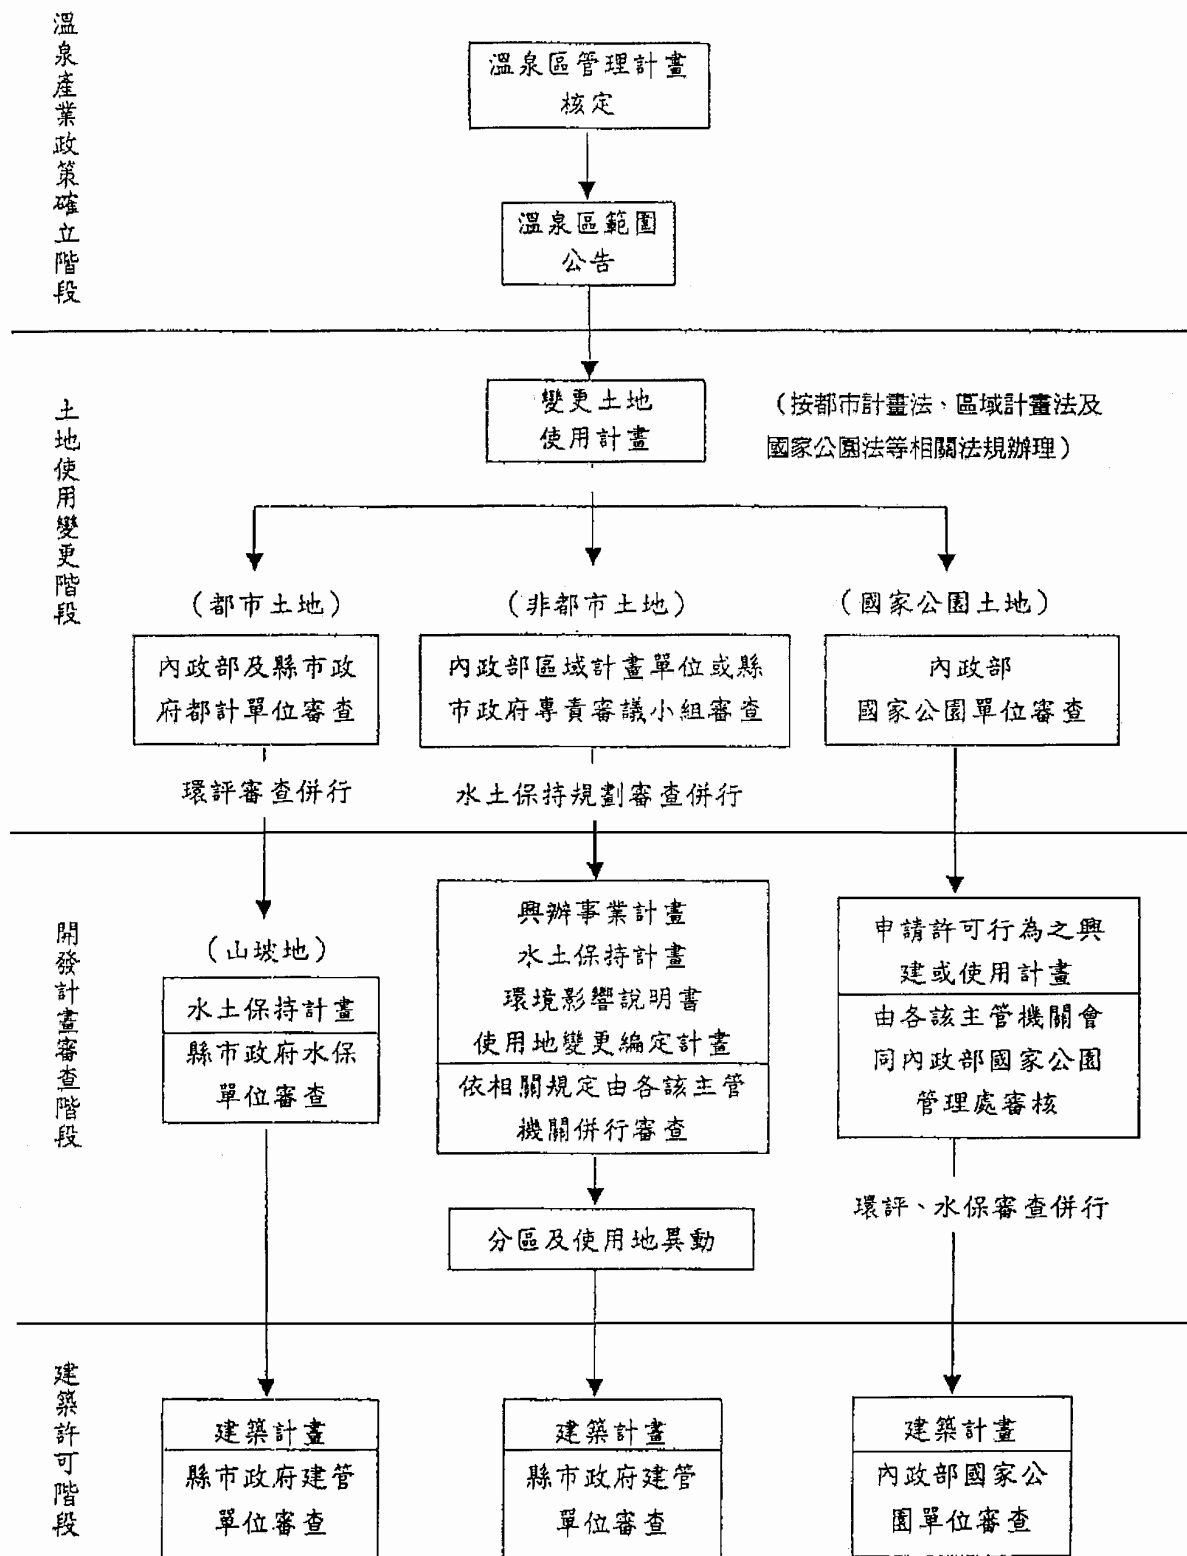 溫泉產業政策確立階段
溫泉區管理計畫
核定
溫泉區範圍
公告
土地使用變更階段
變更土地
使用計畫
（按都市計畫法、區域計畫法及
國家公園法等相關法規辦理）
（都市土地）
（非都市土地）
（國家公園土地）
內政部及縣市政
府都計單位審查
內政部區域計畫單位或縣
市政府專責審議小組審查
內政部
國家公園單位審查
環評審查併行
水土保持規劃審查併行
開發計畫審查階段
（山坡地）
水土保持計畫
縣市政府水保
單位審查
興辦事業計畫
水土保持計畫
環境影響說明書
使用地變更編定計畫
依相關規定由各該主管
機關併行審查
申請許可行為之興
建或使用計畫
由各該主管機關會
同內政部國家公園
管理處審核
分區及使用地異動
環評、水保審查併行
建築許可階段
建築計畫
縣市政府建管
單位審查
建築計畫
縣市政府建管
單位審查
建築計畫
內政部國家公
園單位審查